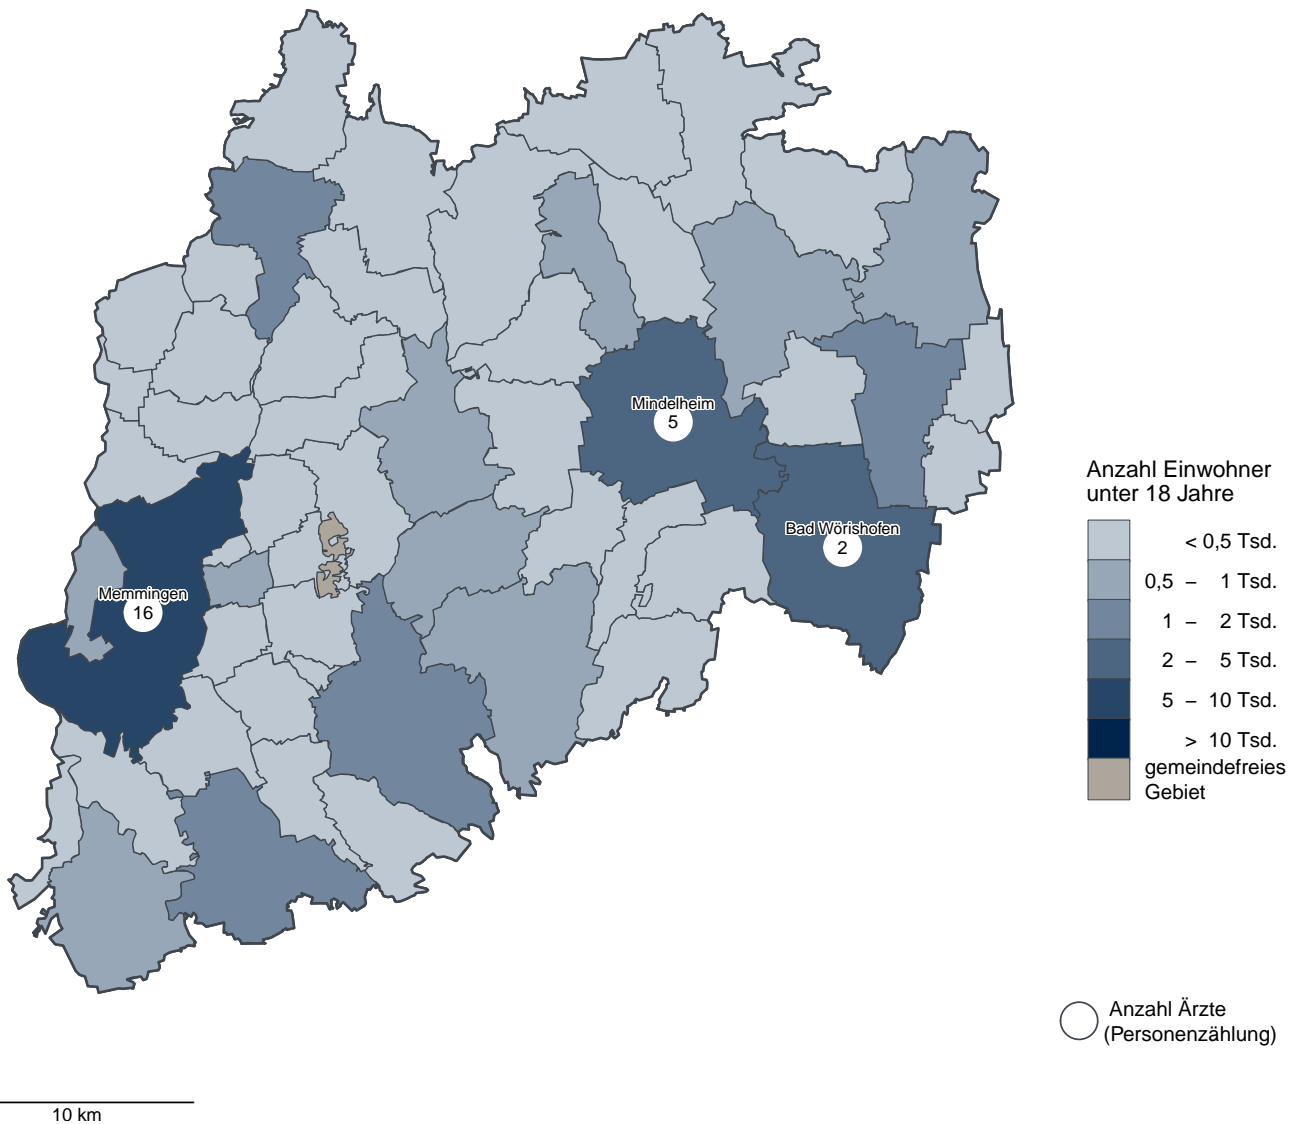 Mindelheim
5
Bad Wörishofen
2
Memmingen
16
Anzahl Einwohner
unter 18 Jahre
< 0,5 Tsd.
0,5 – 1 Tsd.
1 – 2 Tsd.
2 – 5 Tsd.
5 – 10 Tsd.
> 10 Tsd.
gemeindefreies
Gebiet
Anzahl Ärzte
(Personenzählung)
10 km